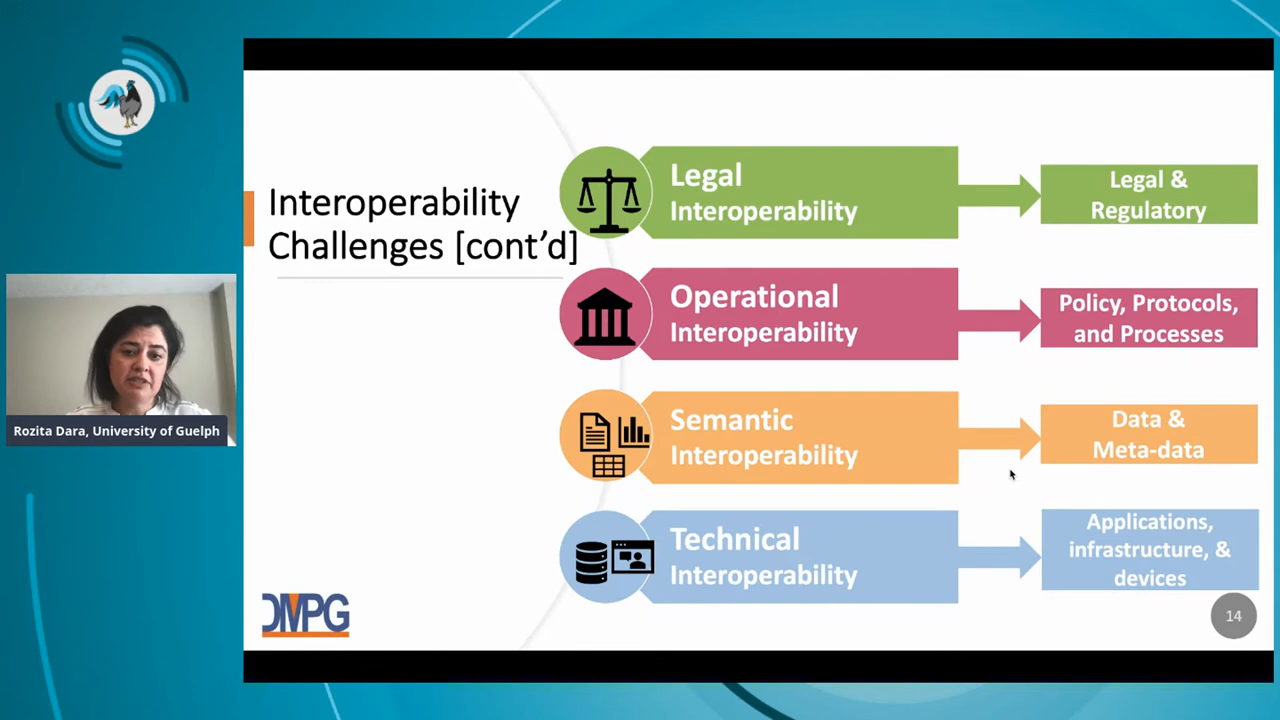 Interoperability
Challenges [cont’d]
Legal
Interoperability
Legal &
Regulatory
Operational
Interoperability
Policy, Protocols,
and Processes
Semantic
Interoperability
Data &
Meta-data
Technical
Interoperability
Applications,
infrastructure, &
devices
Rozita Dara, University of Guelph
DMPG
14